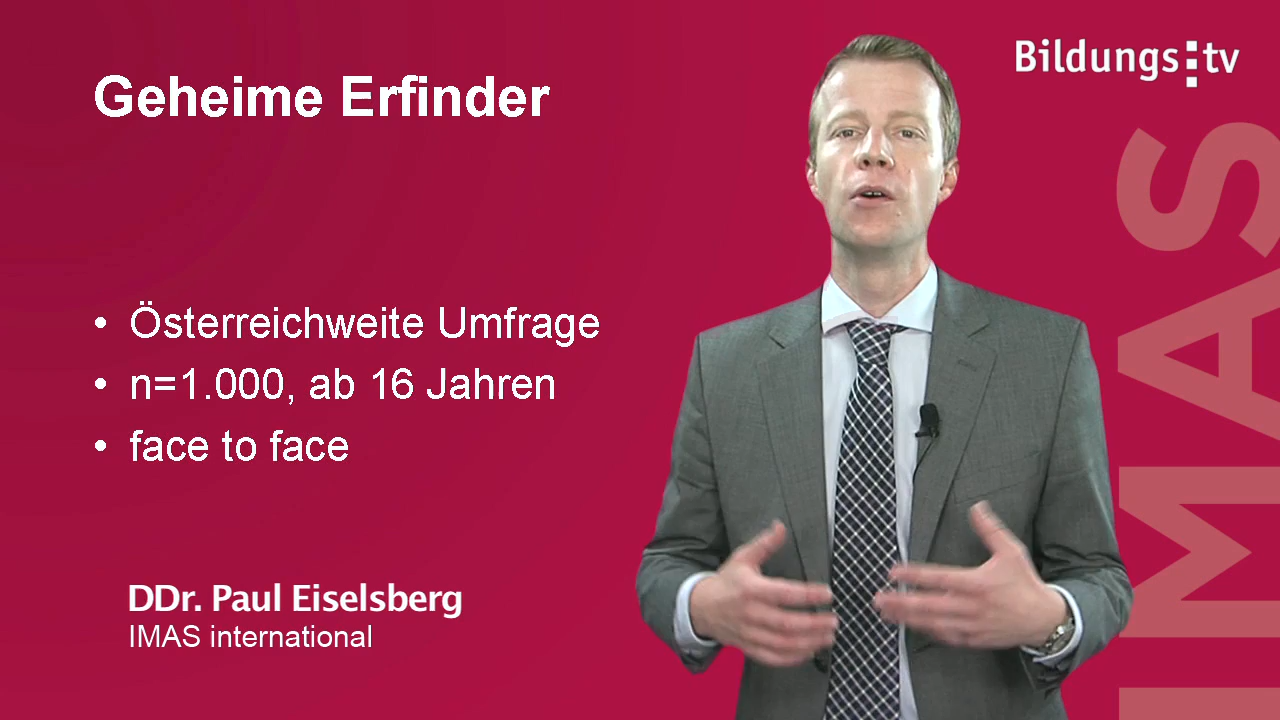 Geheime Erfinder
Bildungs:tv
• Österreichweite Umfrage
• n=1.000, ab 16 Jahren
• face to face
DDr. Paul Eiselsberg
IMAS international
IMAS